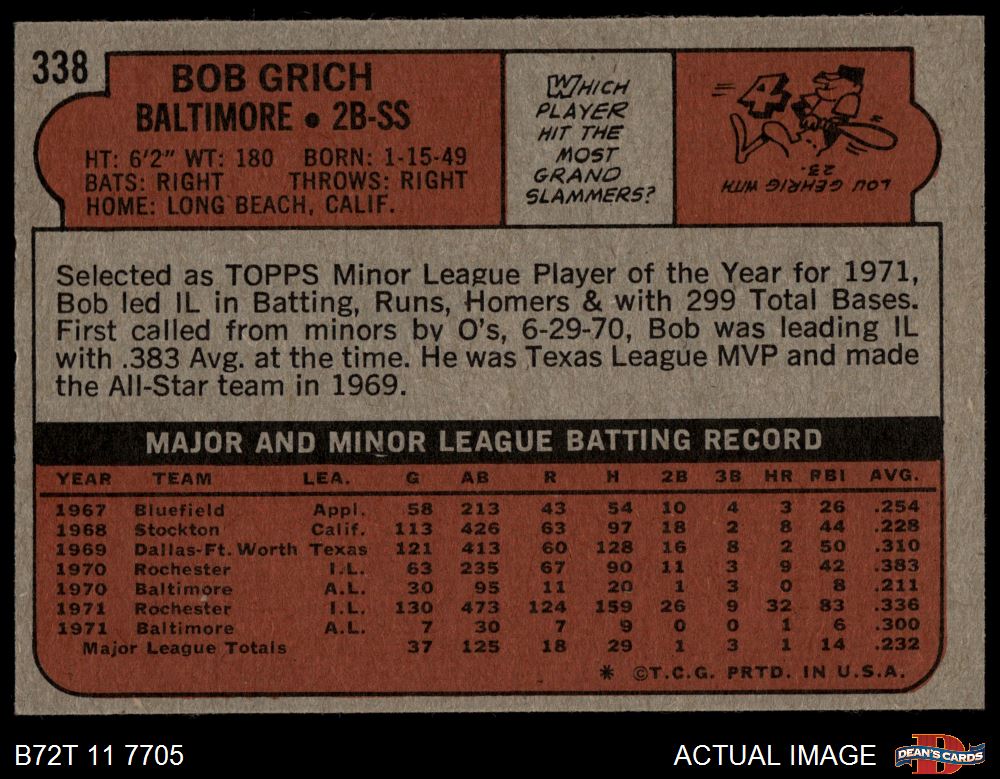 338
BOB GRICH
BALTIMORE • 2B-SS
HT: 6'2" WT: 180 BORN: 1-15-49
BATS: RIGHT THROWS: RIGHT
HOME: LONG BEACH, CALIF.
WHICH
PLAYER
HIT THE
MOST
GRAND
SLAMMERS?
LOU GEHRIG WITH
23.
Selected as TOPPS Minor League Player of the Year for 1971,
Bob led IL in Batting, Runs, Homers & with 299 Total Bases.
First called from minors by O's, 6-29-70, Bob was leading IL
with .383 Avg. at the time. He was Texas League MVP and made
the All-Star team in 1969.
MAJOR AND MINOR LEAGUE BATTING RECORD
YEAR TEAM LEA. G AB R H 2B 3B HR RBI AVG.
1967 Bluefield Appl. 58 213 43 54 10 4 3 26 .254
1968 Stockton Calif. 113 426 63 97 18 2 8 44 .228
1969 Dallas-Ft. Worth Texas 121 413 60 128 16 8 2 50 .310
1970 Rochester I.L. 63 235 67 90 11 3 9 42 .383
1970 Baltimore A.L. 30 95 11 20 1 3 0 8 .211
1971 Rochester I.L. 130 473 124 159 26 9 32 83 .336
1971 Baltimore A.L. 7 30 7 9 0 0 1 6 .300
Major League Totals 37 125 18 29 1 3 1 14 .232
* ©T.C.G. PRTD. IN U.S.A.
B72T 11 7705
ACTUAL IMAGE
DEAN'S CARDS